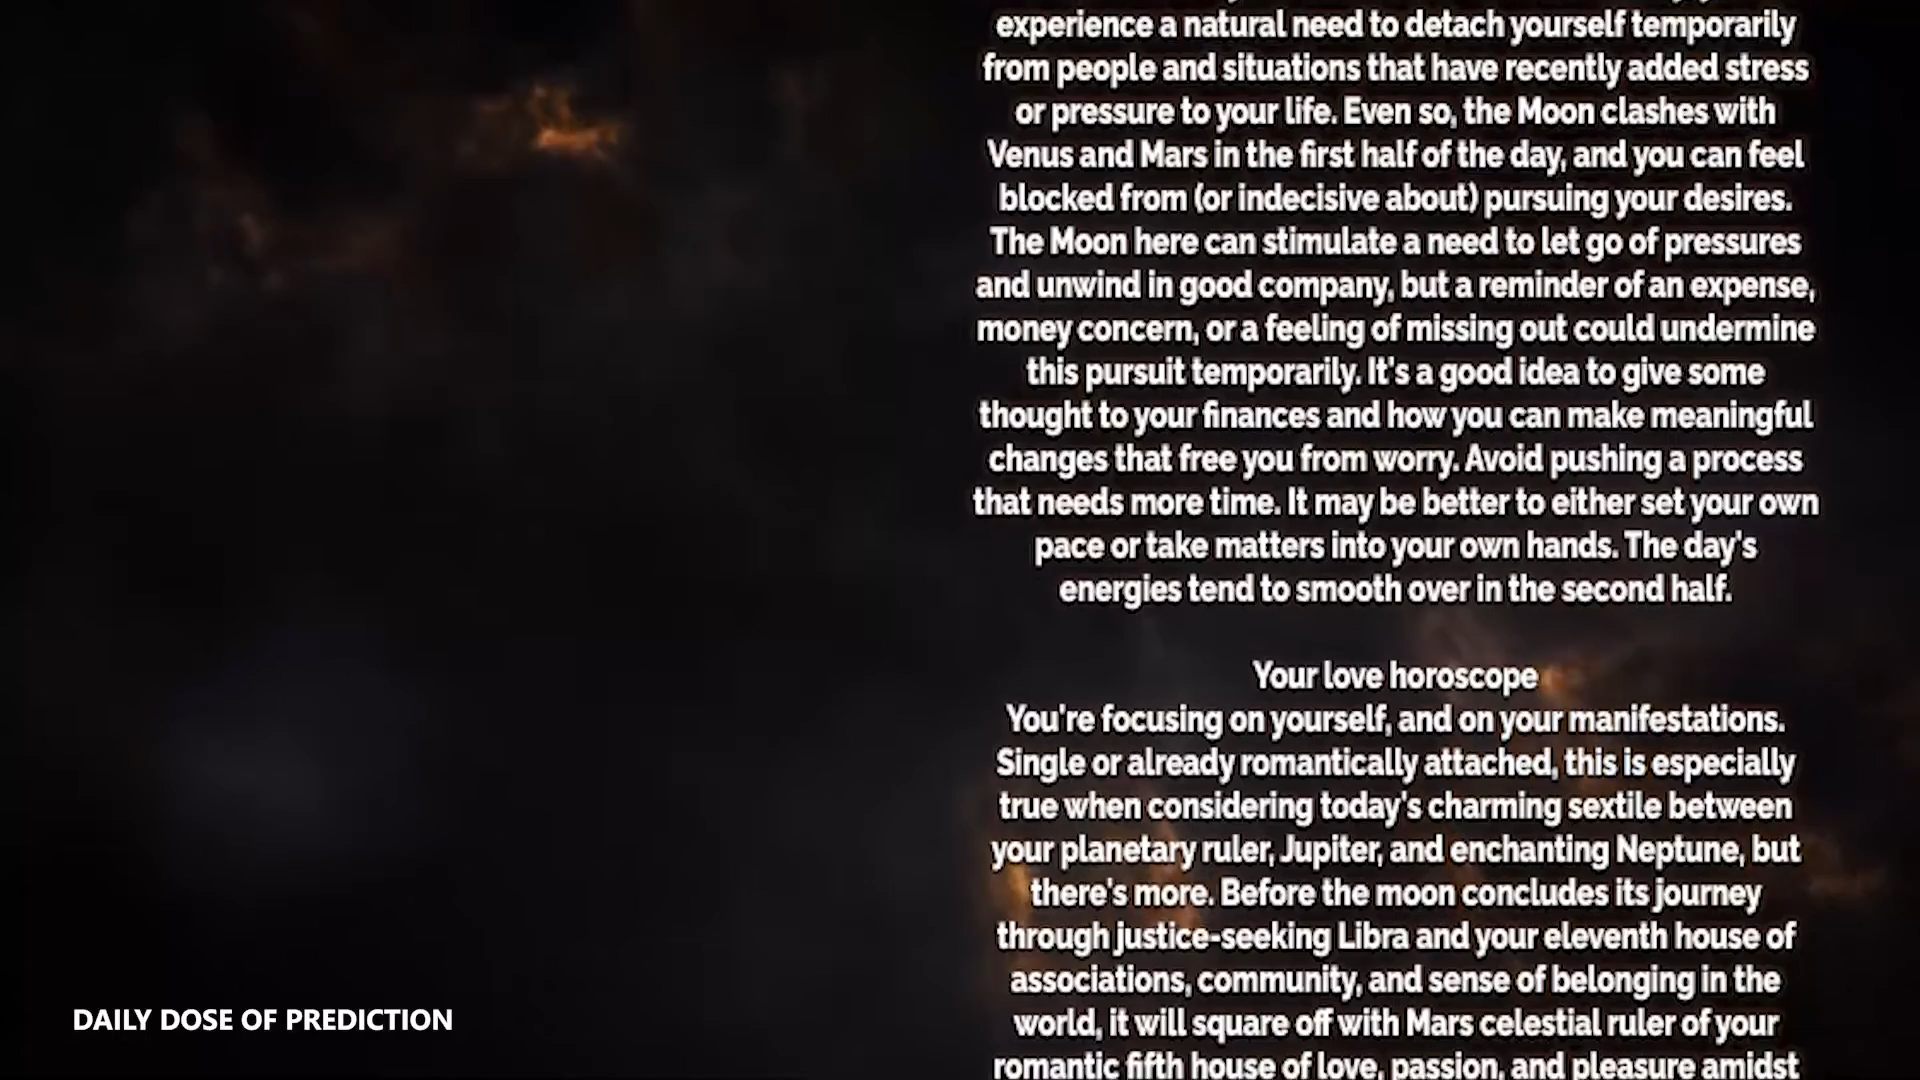 experience a natural need to detach yourself temporarily
from people and situations that have recently added stress
or pressure to your life. Even so, the Moon clashes with
Venus and Mars in the first half of the day, and you can feel
blocked from (or indecisive about) pursuing your desires.
The Moon here can stimulate a need to let go of pressures
and unwind in good company, but a reminder of an expense,
money concern, or a feeling of missing out could undermine
this pursuit temporarily. It's a good idea to give some
thought to your finances and how you can make meaningful
changes that free you from worry. Avoid pushing a process
that needs more time. It may be better to either set your own
pace or take matters into your own hands. The day's
energies tend to smooth over in the second half.
Your love horoscope
You're focusing on yourself, and on your manifestations.
Single or already romantically attached, this is especially
true when considering today's charming sextile between
your planetary ruler, Jupiter, and enchanting Neptune, but
there's more. Before the moon concludes its journey
through justice-seeking Libra and your eleventh house of
associations, community, and sense of belonging in the
world, it will square off with Mars celestial ruler of your
romantic fifth house of love, passion, and pleasure amidst
DAILY DOSE OF PREDICTION